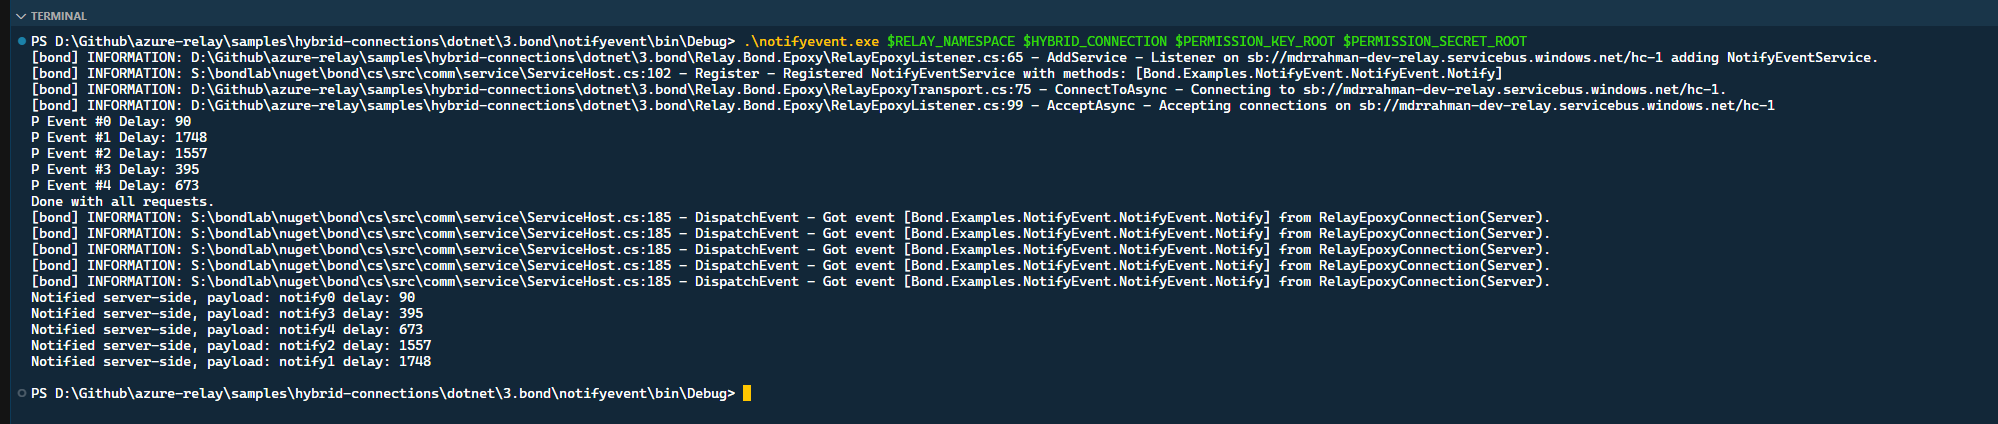 TERMINAL
PS D:\Github\azure-relay\samples\hybrid-connections\dotnet\3.bond\notifyevent\bin\Debug> .\notifyevent.exe $RELAY_NAMESPACE $HYBRID_CONNECTION $PERMISSION_KEY_ROOT $PERMISSION_SECRET_ROOT
[bond] INFORMATION: D:\Github\azure-relay\samples\hybrid-connections\dotnet\3.bond\Relay.Bond.Epoxy\RelayEpoxyListener.cs:65 - AddService - Listener on sb://mdrrahman-dev-relay.servicebus.windows.net/hc-1 adding NotifyEventService.
[bond] INFORMATION: S:\bondlab\nuget\bond\cs\src\comm\service\ServiceHost.cs:102 - Register - Registered NotifyEventService with methods: [Bond.Examples.NotifyEvent.NotifyEvent.Notify]
[bond] INFORMATION: D:\Github\azure-relay\samples\hybrid-connections\dotnet\3.bond\Relay.Bond.Epoxy\RelayEpoxyTransport.cs:75 - ConnectToAsync - Connecting to sb://mdrrahman-dev-relay.servicebus.windows.net/hc-1.
[bond] INFORMATION: D:\Github\azure-relay\samples\hybrid-connections\dotnet\3.bond\Relay.Bond.Epoxy\RelayEpoxyListener.cs:99 - AcceptAsync - Accepting connections on sb://mdrrahman-dev-relay.servicebus.windows.net/hc-1
P Event #0 Delay: 90
P Event #1 Delay: 1748
P Event #2 Delay: 1557
P Event #3 Delay: 395
P Event #4 Delay: 673
Done with all requests.
[bond] INFORMATION: S:\bondlab\nuget\bond\cs\src\comm\service\ServiceHost.cs:185 - DispatchEvent - Got event [Bond.Examples.NotifyEvent.NotifyEvent.Notify] from RelayEpoxyConnection(Server).
[bond] INFORMATION: S:\bondlab\nuget\bond\cs\src\comm\service\ServiceHost.cs:185 - DispatchEvent - Got event [Bond.Examples.NotifyEvent.NotifyEvent.Notify] from RelayEpoxyConnection(Server).
[bond] INFORMATION: S:\bondlab\nuget\bond\cs\src\comm\service\ServiceHost.cs:185 - DispatchEvent - Got event [Bond.Examples.NotifyEvent.NotifyEvent.Notify] from RelayEpoxyConnection(Server).
[bond] INFORMATION: S:\bondlab\nuget\bond\cs\src\comm\service\ServiceHost.cs:185 - DispatchEvent - Got event [Bond.Examples.NotifyEvent.NotifyEvent.Notify] from RelayEpoxyConnection(Server).
[bond] INFORMATION: S:\bondlab\nuget\bond\cs\src\comm\service\ServiceHost.cs:185 - DispatchEvent - Got event [Bond.Examples.NotifyEvent.NotifyEvent.Notify] from RelayEpoxyConnection(Server).
Notified server-side, payload: notify0 delay: 90
Notified server-side, payload: notify3 delay: 395
Notified server-side, payload: notify4 delay: 673
Notified server-side, payload: notify2 delay: 1557
Notified server-side, payload: notify1 delay: 1748
PS D:\Github\azure-relay\samples\hybrid-connections\dotnet\3.bond\notifyevent\bin\Debug>